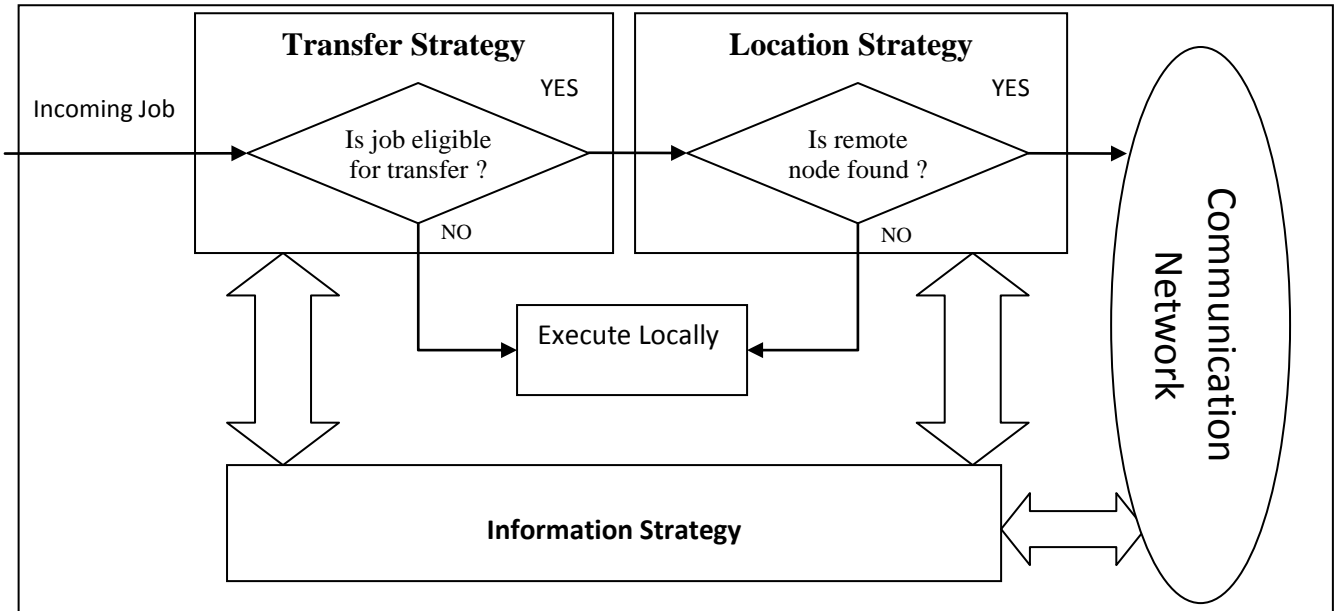 Transfer Strategy
Location Strategy
YES
YES
Incoming Job
Is job eligible
for transfer ?
Is remote
node found ?
NO
NO
Execute Locally
Communication
Network
Information Strategy